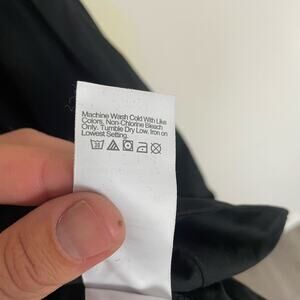 Machine Wash Cold With Like
Colors, Non-Chlorine Bleach
Only. Tumble Dry Low. Iron on
Lowest Setting.